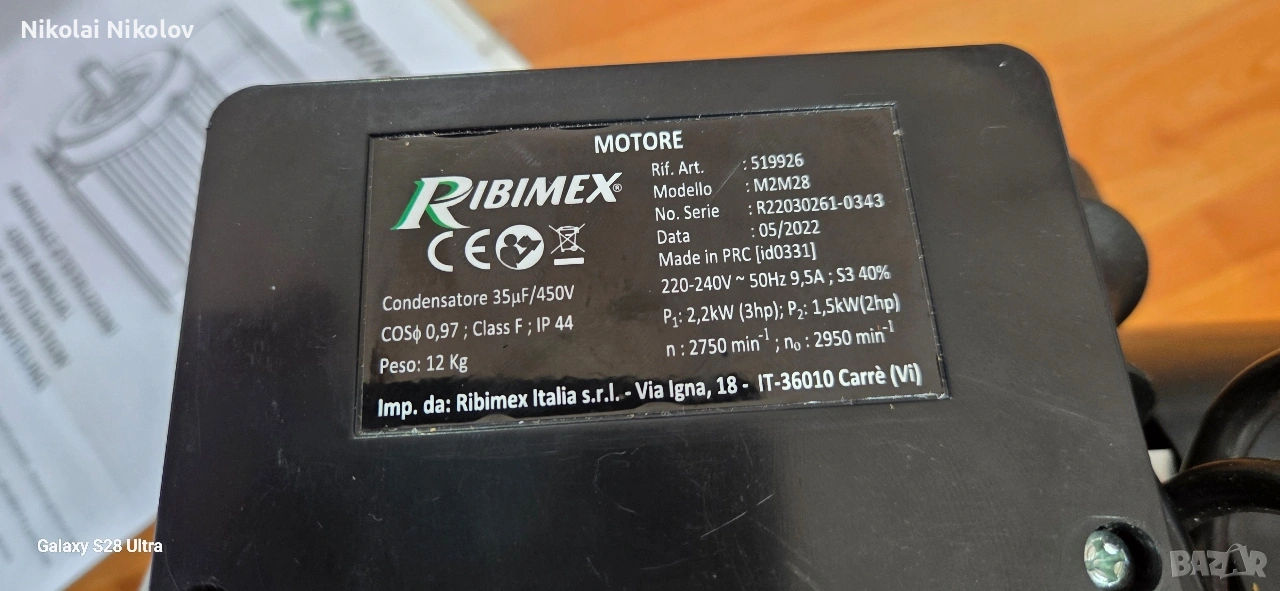 Nikolai Nikolov
RIBIM
MOTORE
RIBIMEX®
CE
Condensatore 35µF/450V
COSϕ 0,97 ; Class F ; IP 44
Peso: 12 Kg
Rif. Art. : 519926
Modello : M2M28
No. Serie : R22030261-0343
Data : 05/2022
Made in PRC [id0331]
220-240V ~ 50Hz 9,5A ; S3 40%
P₁: 2,2kW (3hp); P₂: 1,5kW(2hp)
n : 2750 min⁻¹ ; n₀ : 2950 min⁻¹
Imp. da: Ribimex Italia s.r.l. - Via Igna, 18 - IT-36010 Carrè (Vi)
Galaxy S28 Ultra
BAZAR